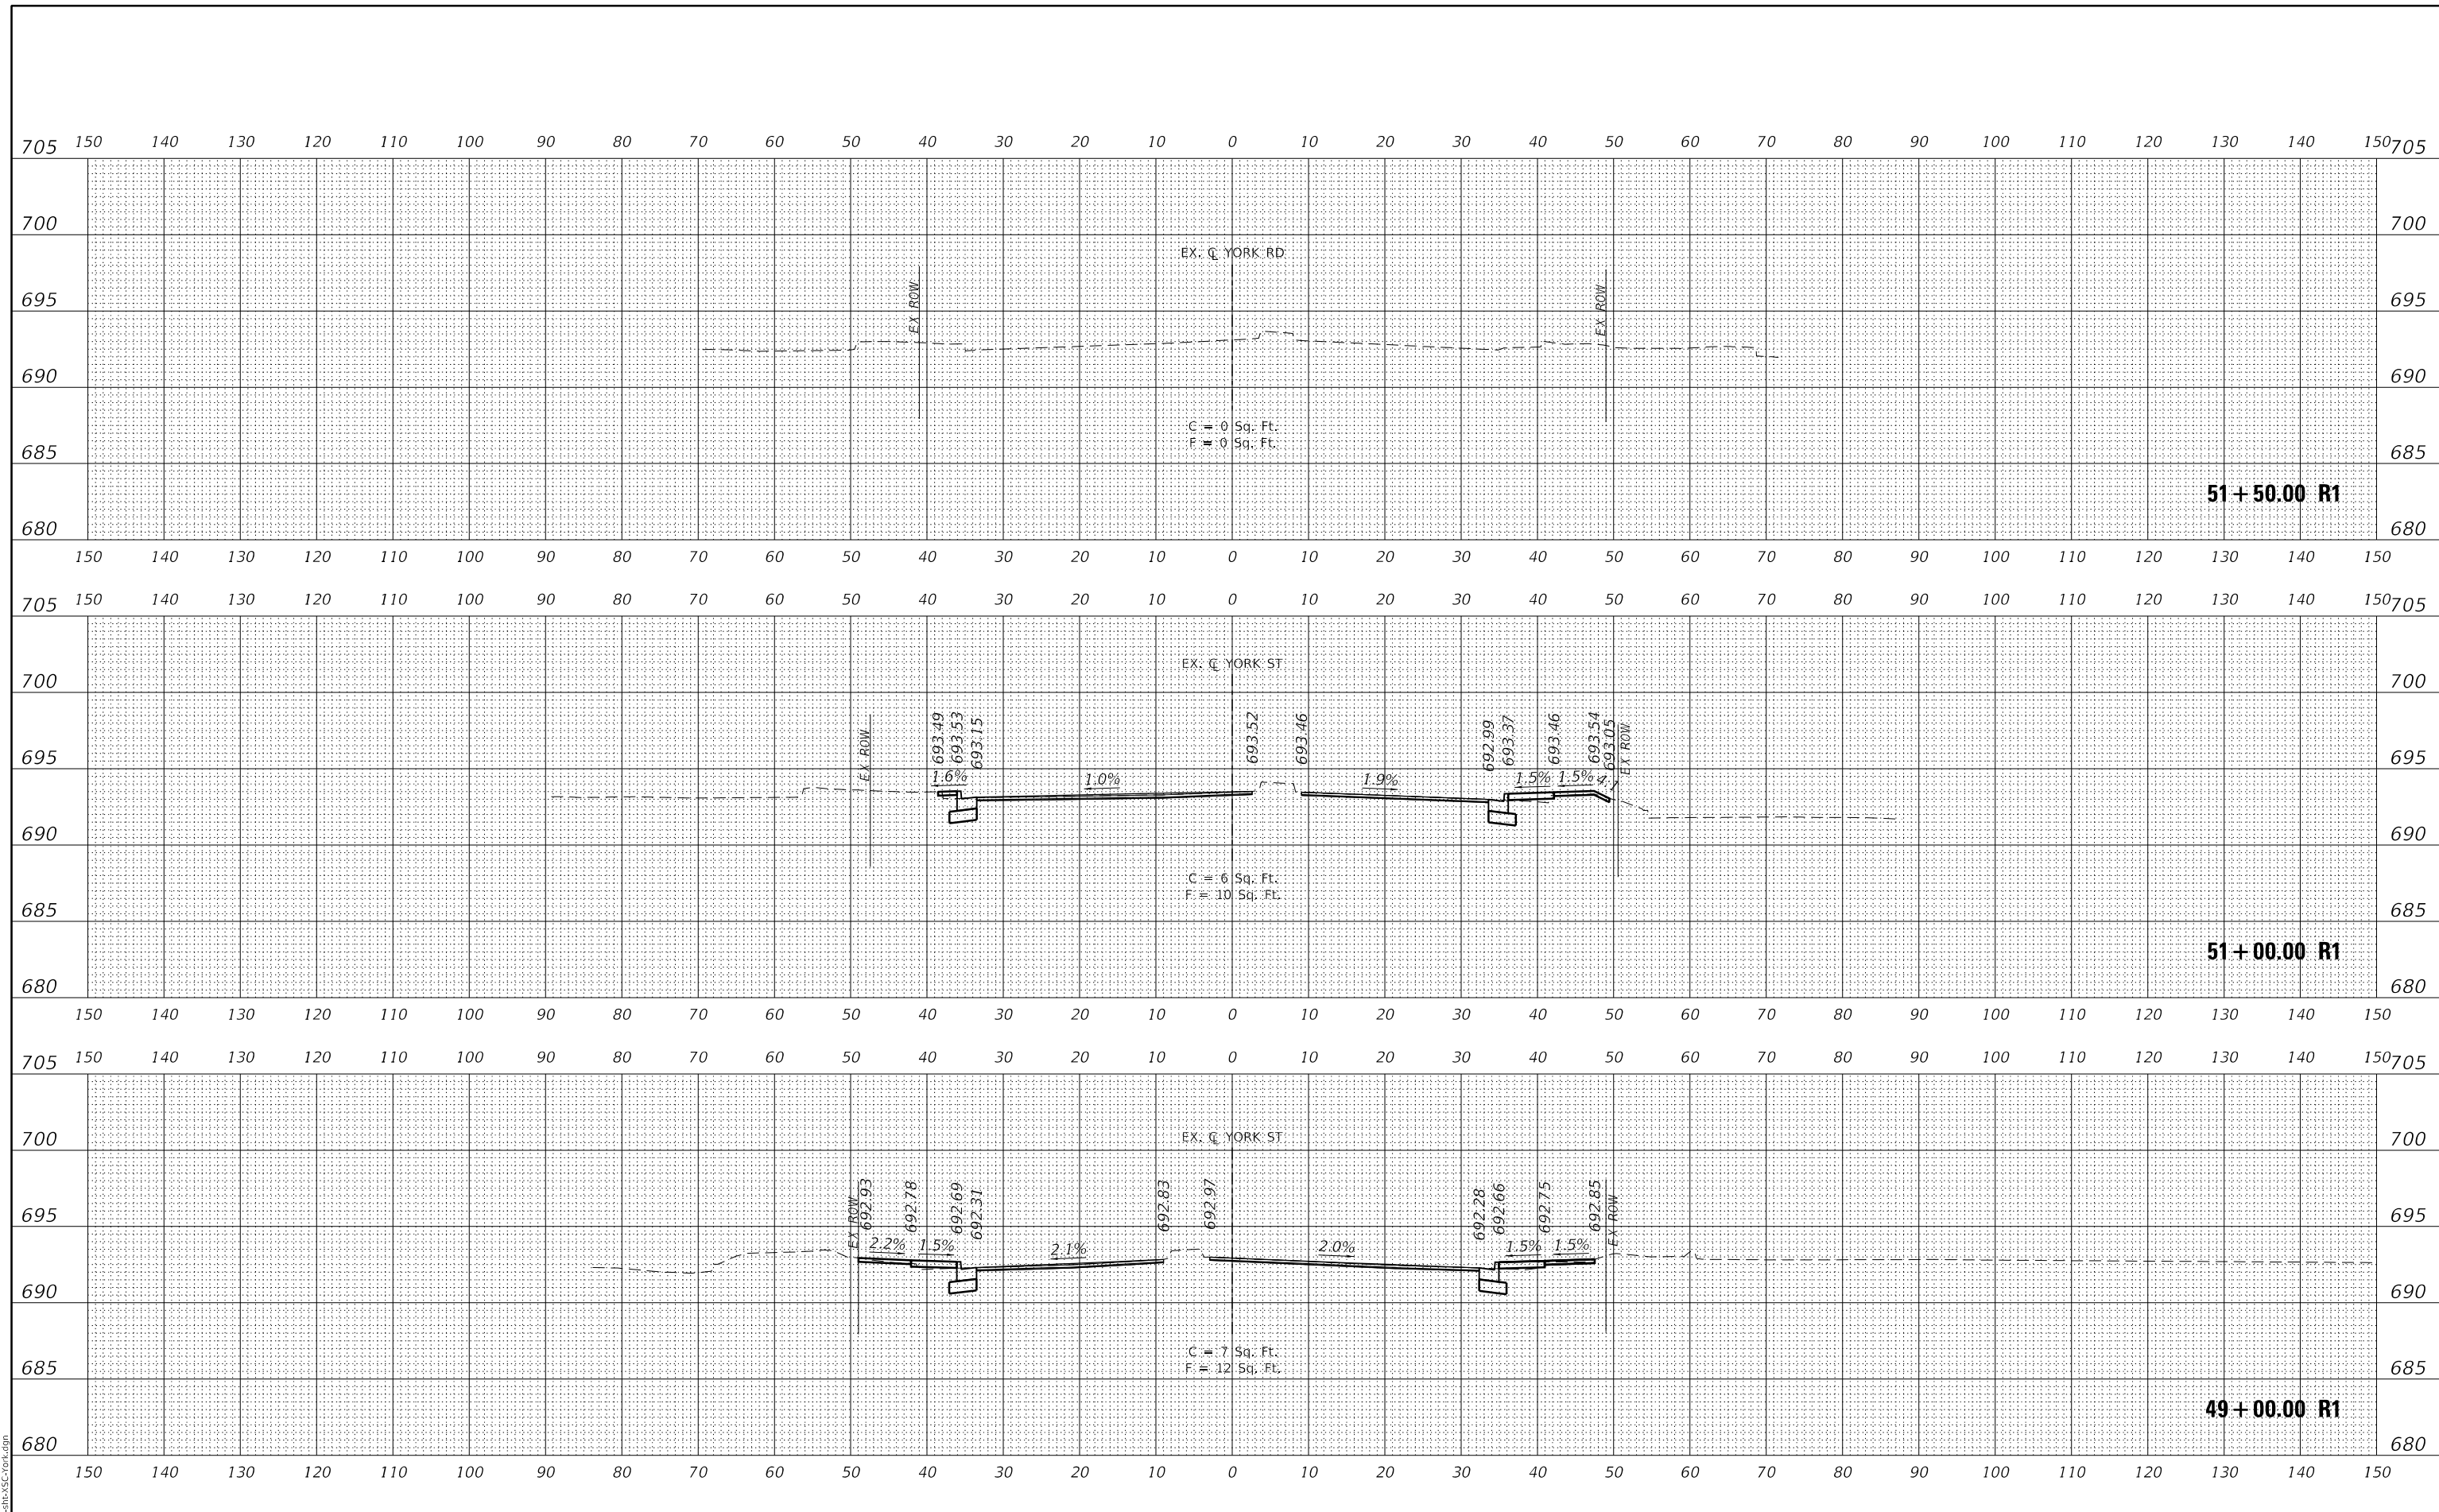 150 140 130 120 110 100 90 80 70 60 50 40 30 20 10 0 10 20 30 40 50 60 70 80 90 100 110 120 130 140 150
705 705
700 700
EX. ℄ YORK RD
EX ROW EX ROW
695 695
690 690
C = 0 Sq. Ft.
F = 0 Sq. Ft.
685 685
51+50.00 R1
680 680
150 140 130 120 110 100 90 80 70 60 50 40 30 20 10 0 10 20 30 40 50 60 70 80 90 100 110 120 130 140 150
150 140 130 120 110 100 90 80 70 60 50 40 30 20 10 0 10 20 30 40 50 60 70 80 90 100 110 120 130 140 150
705 705
EX. ℄ YORK ST
700 700
EX ROW 693.49 693.53 693.15 693.52 693.46 692.99 693.37 693.46 693.54 693.05 EX ROW
695 695
1.6% 1.0% 1.9% 1.5% 1.5% 4:1
690 690
C = 6 Sq. Ft.
F = 10 Sq. Ft.
685 685
51+00.00 R1
680 680
150 140 130 120 110 100 90 80 70 60 50 40 30 20 10 0 10 20 30 40 50 60 70 80 90 100 110 120 130 140 150
150 140 130 120 110 100 90 80 70 60 50 40 30 20 10 0 10 20 30 40 50 60 70 80 90 100 110 120 130 140 150
705 705
EX. ℄ YORK ST
700 700
EX ROW 692.93 692.78 692.69 692.31 692.83 692.97 692.28 692.66 692.75 692.85 EX ROW
695 695
2.2% 1.5% 2.1% 2.0% 1.5% 1.5%
690 690
C = 7 Sq. Ft.
F = 12 Sq. Ft.
685 685
49+00.00 R1
680 680
150 140 130 120 110 100 90 80 70 60 50 40 30 20 10 0 10 20 30 40 50 60 70 80 90 100 110 120 130 140 150
-sht-XSC-York.dgn